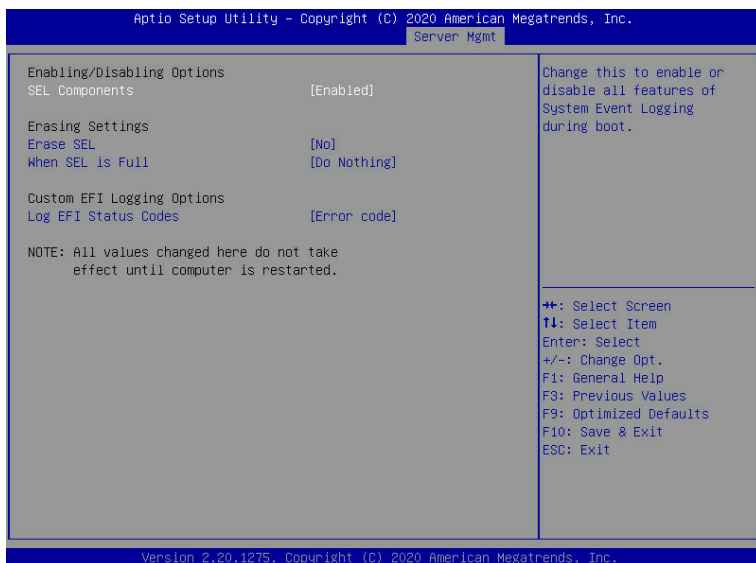 Aptio Setup Utility – Copyright (C) 2020 American Megatrends, Inc.
Server Mgmt
Enabling/Disabling Options
SEL Components [Enabled]
Erasing Settings
Erase SEL [No]
When SEL is Full [Do Nothing]
Custom EFI Logging Options
Log EFI Status Codes [Error code]
NOTE: All values changed here do not take
effect until computer is restarted.
Change this to enable or
disable all features of
System Event Logging
during boot.
→←: Select Screen
↑↓: Select Item
Enter: Select
+/-: Change Opt.
F1: General Help
F3: Previous Values
F9: Optimized Defaults
F10: Save & Exit
ESC: Exit
Version 2.20.1275. Copyright (C) 2020 American Megatrends, Inc.